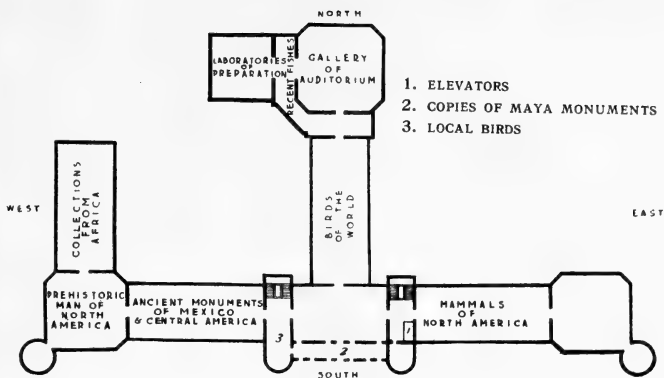 NORTH
LABORATORIES
OF
PREPARATION
RECENT FISHES
GALLERY
OF
AUDITORIUM
1. ELEVATORS
2. COPIES OF MAYA MONUMENTS
3. LOCAL BIRDS
WEST
COLLECTIONS
FROM
AFRICA
BIRDS
OF THE
WORLD
EAST
PREHISTORIC
MAN OF
NORTH
AMERICA
ANCIENT MONUMENTS
OF MEXICO
& CENTRAL AMERICA
3
2
1
MAMMALS
OF
NORTH AMERICA
SOUTH